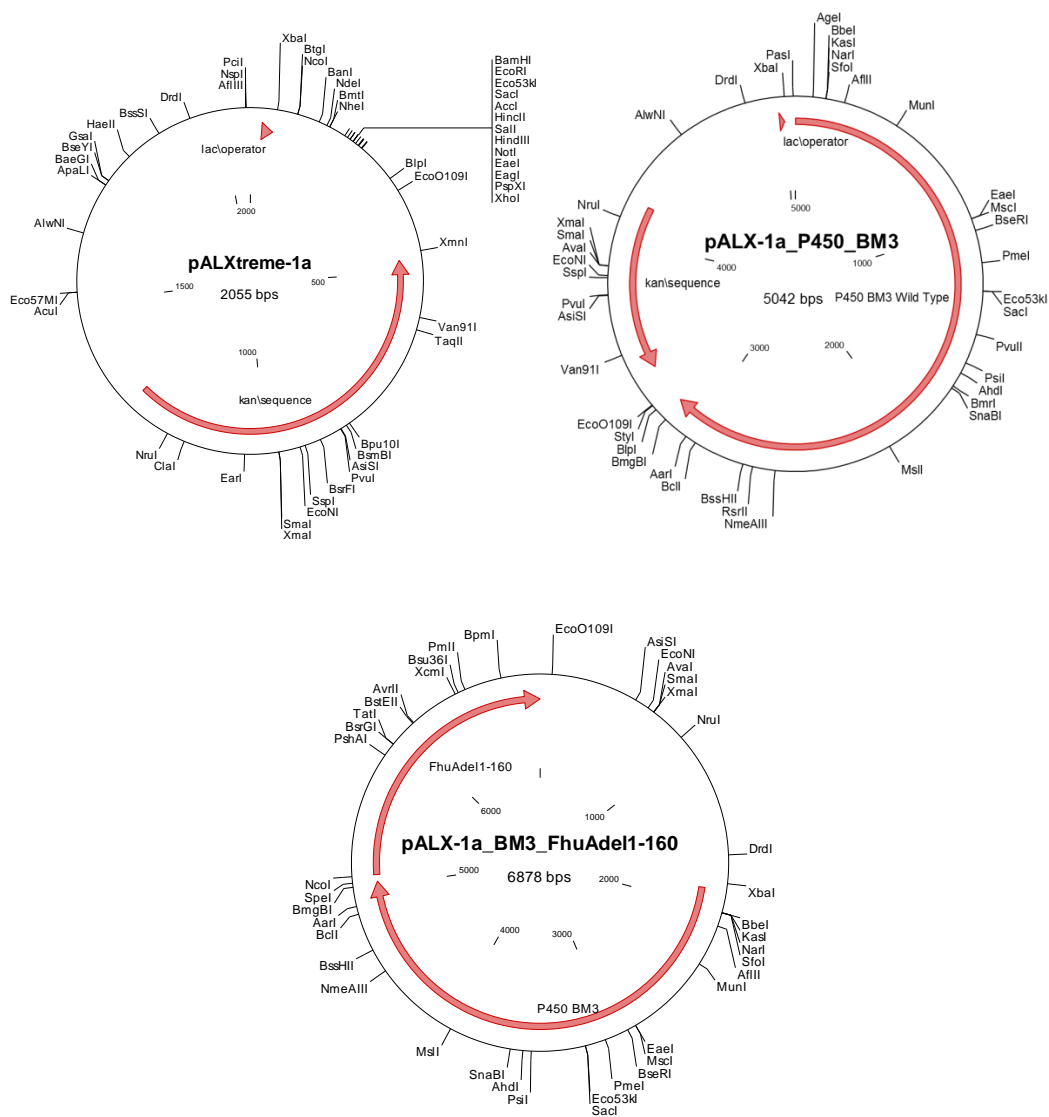 XbaI
BtgI
NcoI
BanI
NdeI
BmtI
NheI
BamHI
EcoRI
Eco53kI
SacI
AccI
HincII
SalI
HindIII
NotI
EaeI
EagI
PspXI
XhoI
BlpI
EcoO109I
XmnI
Van91I
TaqII
Bpu10I
BsmBI
AsiSI
PvuI
BsrFI
SspI
EcoNI
SmaI
XmaI
EarI
ClaI
NruI
Eco57MI
AcuI
AlwNI
ApaLI
BaeGI
BseYI
GsaI
HaeII
BssSI
DrdI
PciI
NspI
AflIII
lac\operator
2000
pALXtreme-1a
2055 bps
500
1500
1000
kan\sequence
AgeI
BbeI
KasI
NarI
SfoI
AflII
MunI
EaeI
MscI
BseRI
PmeI
Eco53kI
SacI
PvuII
PsiI
AhdI
BmrI
SnaBI
MslI
NmeAIII
RsrII
BssHII
BclI
AarI
BmgBI
BlpI
StyI
EcoO109I
Van91I
AsiSI
PvuI
SspI
EcoNI
AvaI
SmaI
XmaI
NruI
AlwNI
DrdI
XbaI
PasI
lac\operator
5000
pALX-1a_P450_BM3
4000
1000
kan\sequence
5042 bps
P450 BM3 Wild Type
3000
2000
EcoO109I
AsiSI
EcoNI
AvaI
SmaI
XmaI
NruI
DrdI
XbaI
BbeI
KasI
NarI
SfoI
AflII
MunI
EaeI
MscI
BseRI
PmeI
Eco53kI
SacI
PsiI
AhdI
SnaBI
MslI
NmeAIII
BssHII
BclI
AarI
BmgBI
SpeI
NcoI
PshAI
BsrGI
TatI
BstEII
AvrII
XcmI
Bsu36I
PmlI
BpmI
FhuAdel1-160
6000
1000
pALX-1a_BM3_FhuAdel1-160
5000
6878 bps
2000
4000
3000
P450 BM3